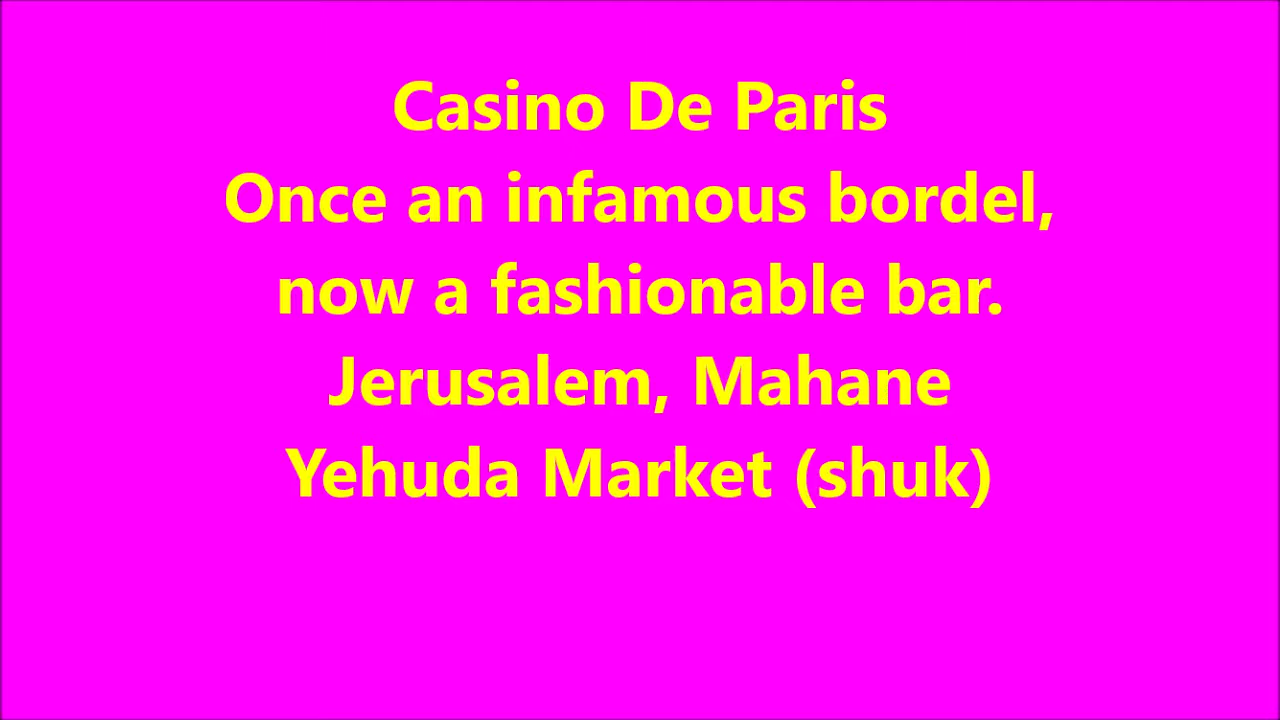 Casino De Paris
Once an infamous bordel,
now a fashionable bar.
Jerusalem, Mahane
Yehuda Market (shuk)